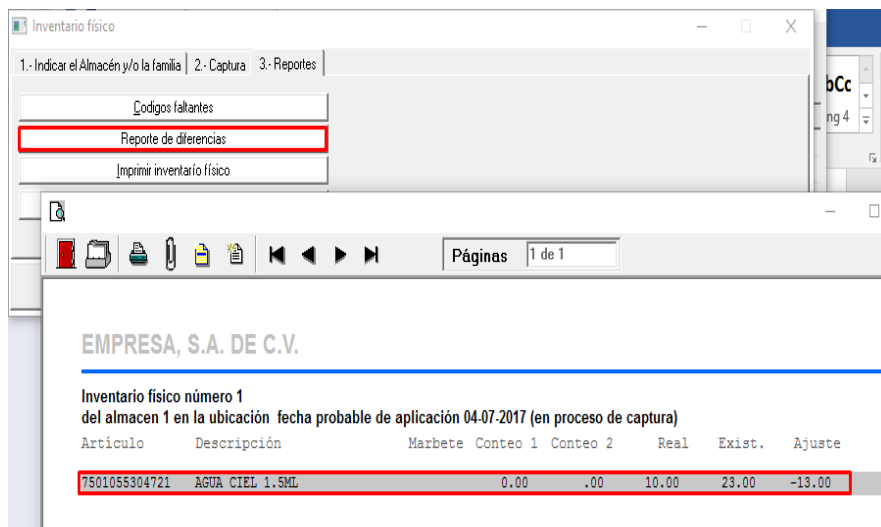 Inventario físico
1.- Indicar el Almacén y/o la familia 2.- Captura 3.- Reportes
Codigos faltantes
Reporte de diferencias
Imprimir inventarío físico
bCc
ng 4
Páginas 1 de 1
EMPRESA, S.A. DE C.V.
Inventario físico número 1
del almacen 1 en la ubicación fecha probable de aplicación 04-07-2017 (en proceso de captura)
Artículo Descripción Marbete Conteo 1 Conteo 2 Real Exist. Ajuste
7501055304721 AGUA CIEL 1.5ML 0.00 .00 10.00 23.00 -13.00